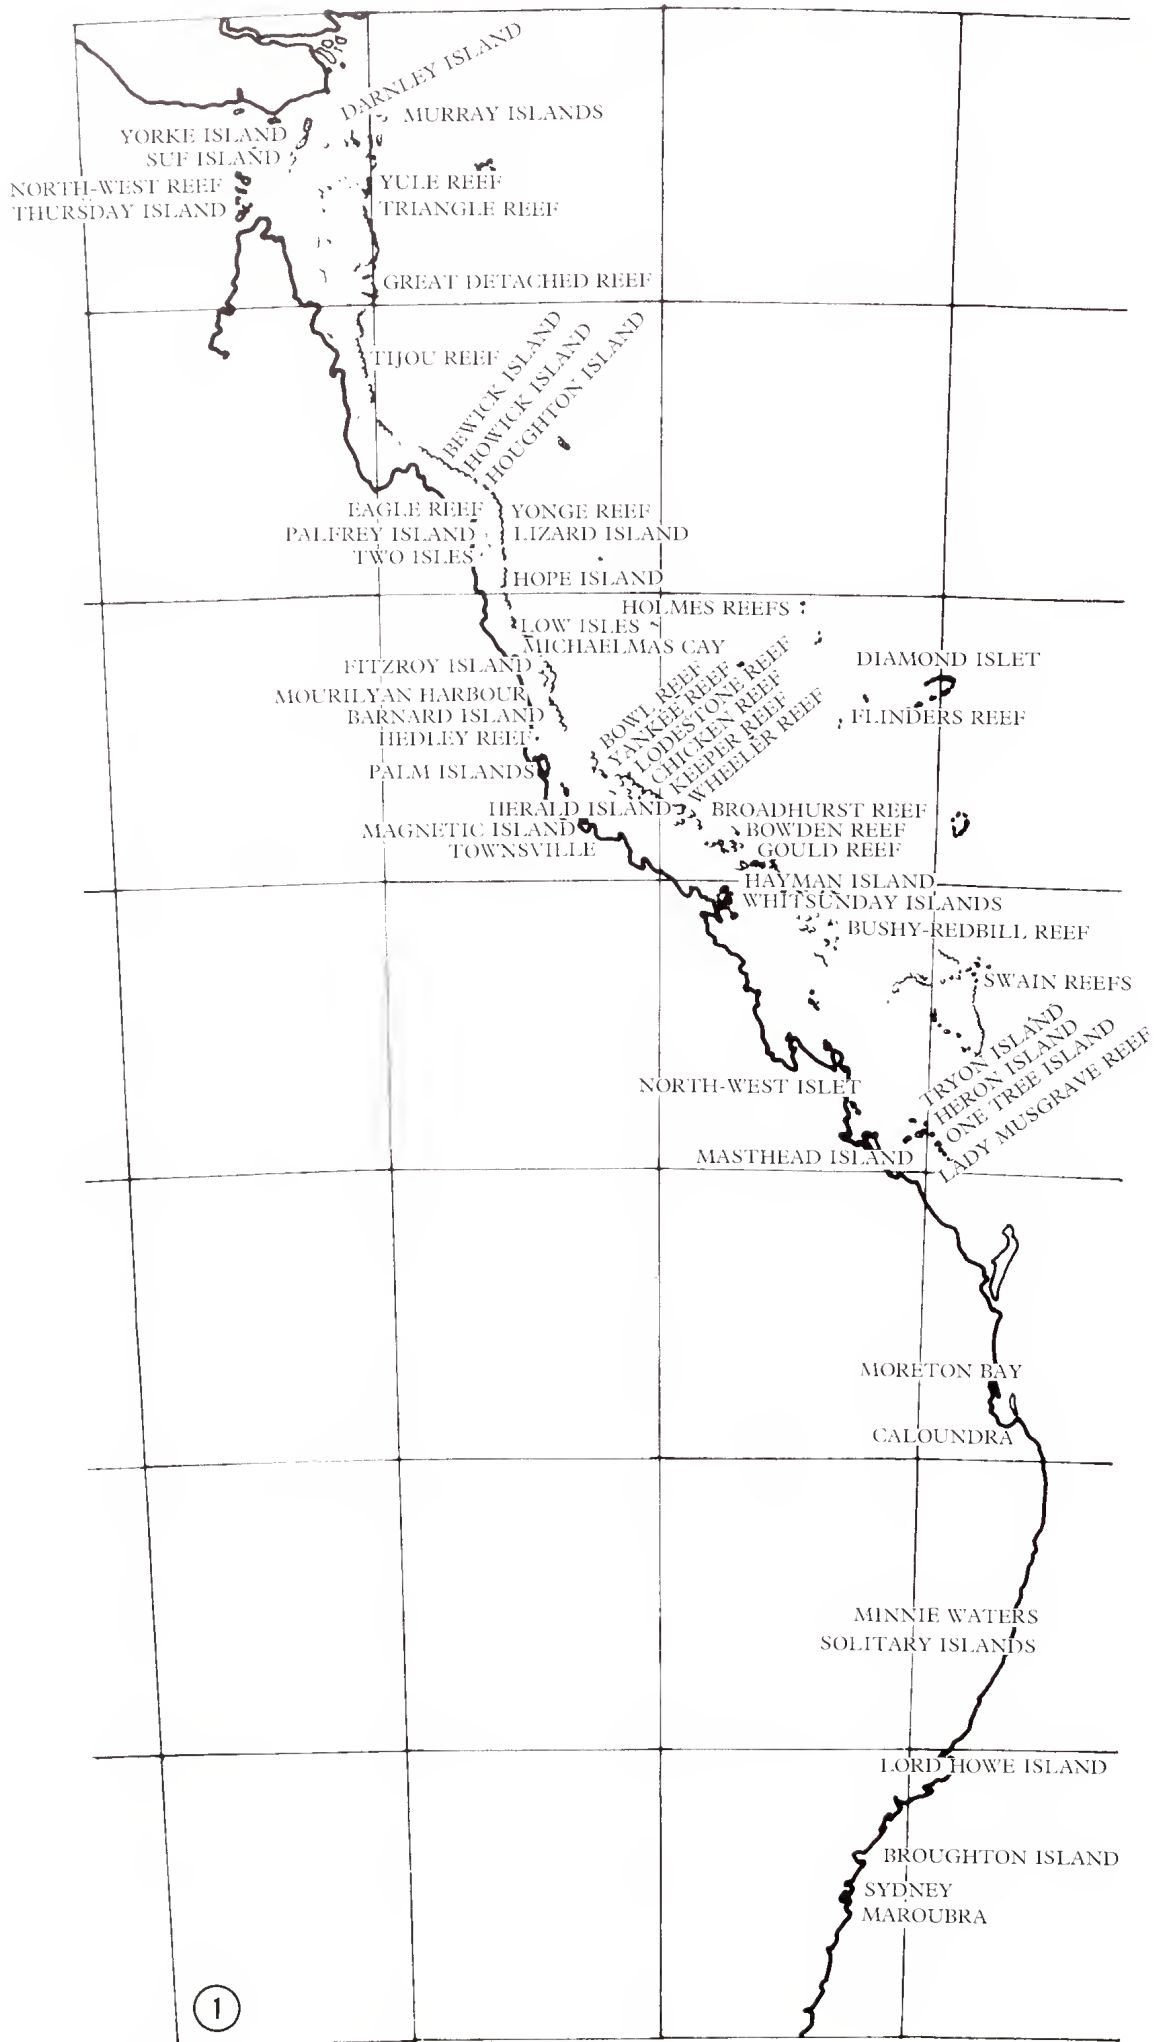 DARNLEY ISLAND
MURRAY ISLANDS
YORKE ISLAND
SUF ISLAND
NORTH-WEST REEF
YULE REEF
THURSDAY ISLAND
TRIANGLE REEF
GREAT DETACHED REEF
TIJOU REEF
BEWICK ISLAND
HOWICK ISLAND
HOUGHTON ISLAND
EAGLE REEF
YONGE REEF
PALFREY ISLAND
LIZARD ISLAND
TWO ISLES
HOPE ISLAND
HOLMES REEFS
LOW ISLES
MICHAELMAS CAY
FITZROY ISLAND
DIAMOND ISLET
MOURILYAN HARBOUR
BARNARD ISLAND
FLINDERS REEF
HEDLEY REEF
BOWL REEF
YANKEE REEF
LODESTONE REEF
CHICKEN REEF
KEEPER REEF
WHEELER REEF
PALM ISLANDS
HERALD ISLAND
BROADHURST REEF
MAGNETIC ISLAND
BOWDEN REEF
TOWNSVILLE
GOULD REEF
HAYMAN ISLAND
WHITSUNDAY ISLANDS
BUSHY-REDBILL REEF
SWAIN REEFS
NORTH-WEST ISLET
TRYON ISLAND
HERON ISLAND
ONE TREE ISLAND
LADY MUSGRAVE REEF
MASTHEAD ISLAND
MORETON BAY
CALOUNDRA
MINNIE WATERS
SOLITARY ISLANDS
LORD HOWE ISLAND
BROUGHTON ISLAND
SYDNEY
MAROUBRA
1